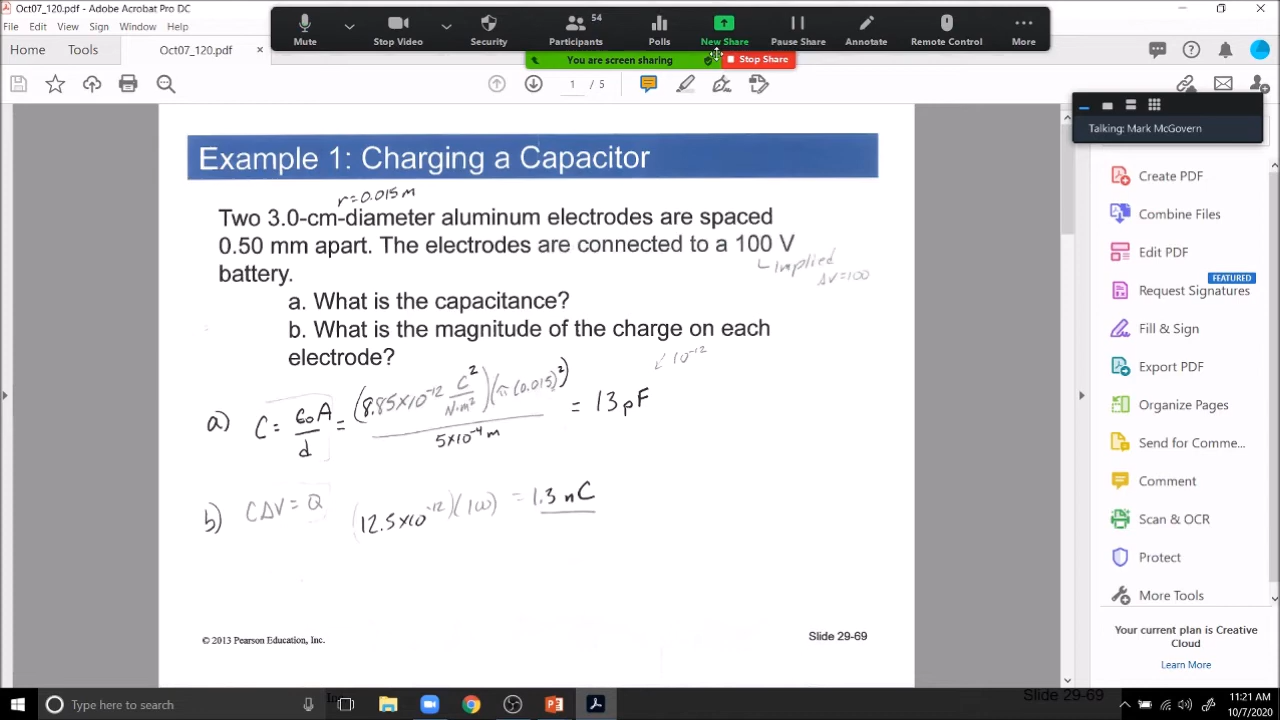 Oct07_120.pdf - Adobe Acrobat Pro DC
File Edit View Sign Window Help
Home Tools Oct07_120.pdf ×
Mute Stop Video Security 54 Participants Polls New Share Pause Share Annotate Remote Control More
You are screen sharing Stop Share
1 / 5
Talking: Mark McGovern
Example 1: Charging a Capacitor
r=0.015m
Two 3.0-cm-diameter aluminum electrodes are spaced
0.50 mm apart. The electrodes are connected to a 100 V
battery.
implied
ΔV=100
a. What is the capacitance?
b. What is the magnitude of the charge on each
electrode?
10⁻¹²
a) C = ϵ₀A/d = (8.85×10⁻¹² C²/N·m²)(π(0.015)²) / 5×10⁻⁴ m = 13 pF
b) CΔV = Q (12.5×10⁻¹²)(100) = 1.3 nC
© 2013 Pearson Education, Inc.
Slide 29-69
Create PDF
Combine Files
Edit PDF
FEATURED
Request Signatures
Fill & Sign
Export PDF
Organize Pages
Send for Comme...
Comment
Scan & OCR
Protect
More Tools
Your current plan is Creative
Cloud
Learn More
Slide 29-69
Type here to search
11:21 AM
10/7/2020